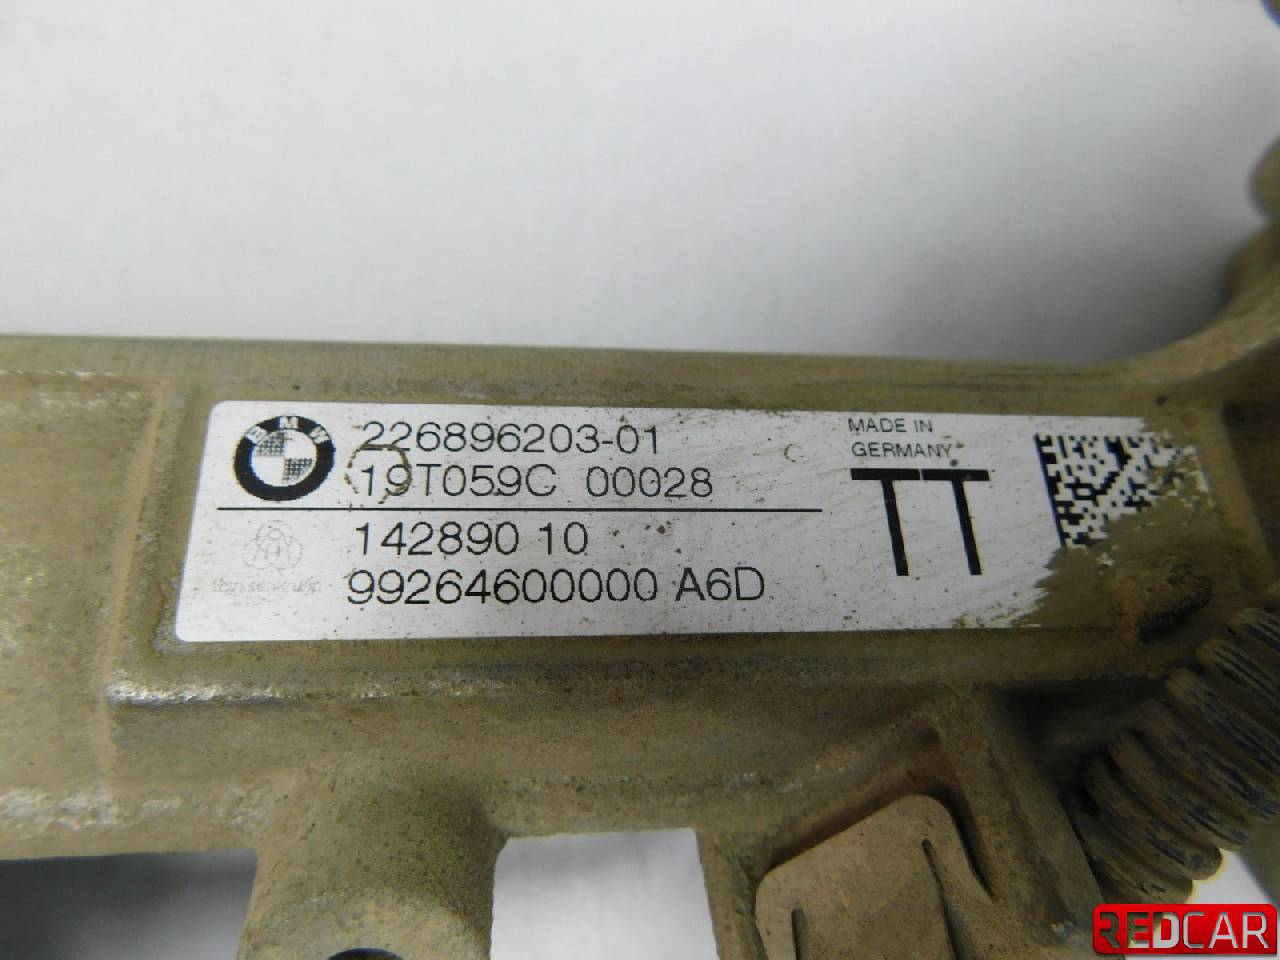 BMW
226896203-01
19T059C 00028
142890 10
99264600000 A6D
MADE IN
GERMANY
TT
REDCAR